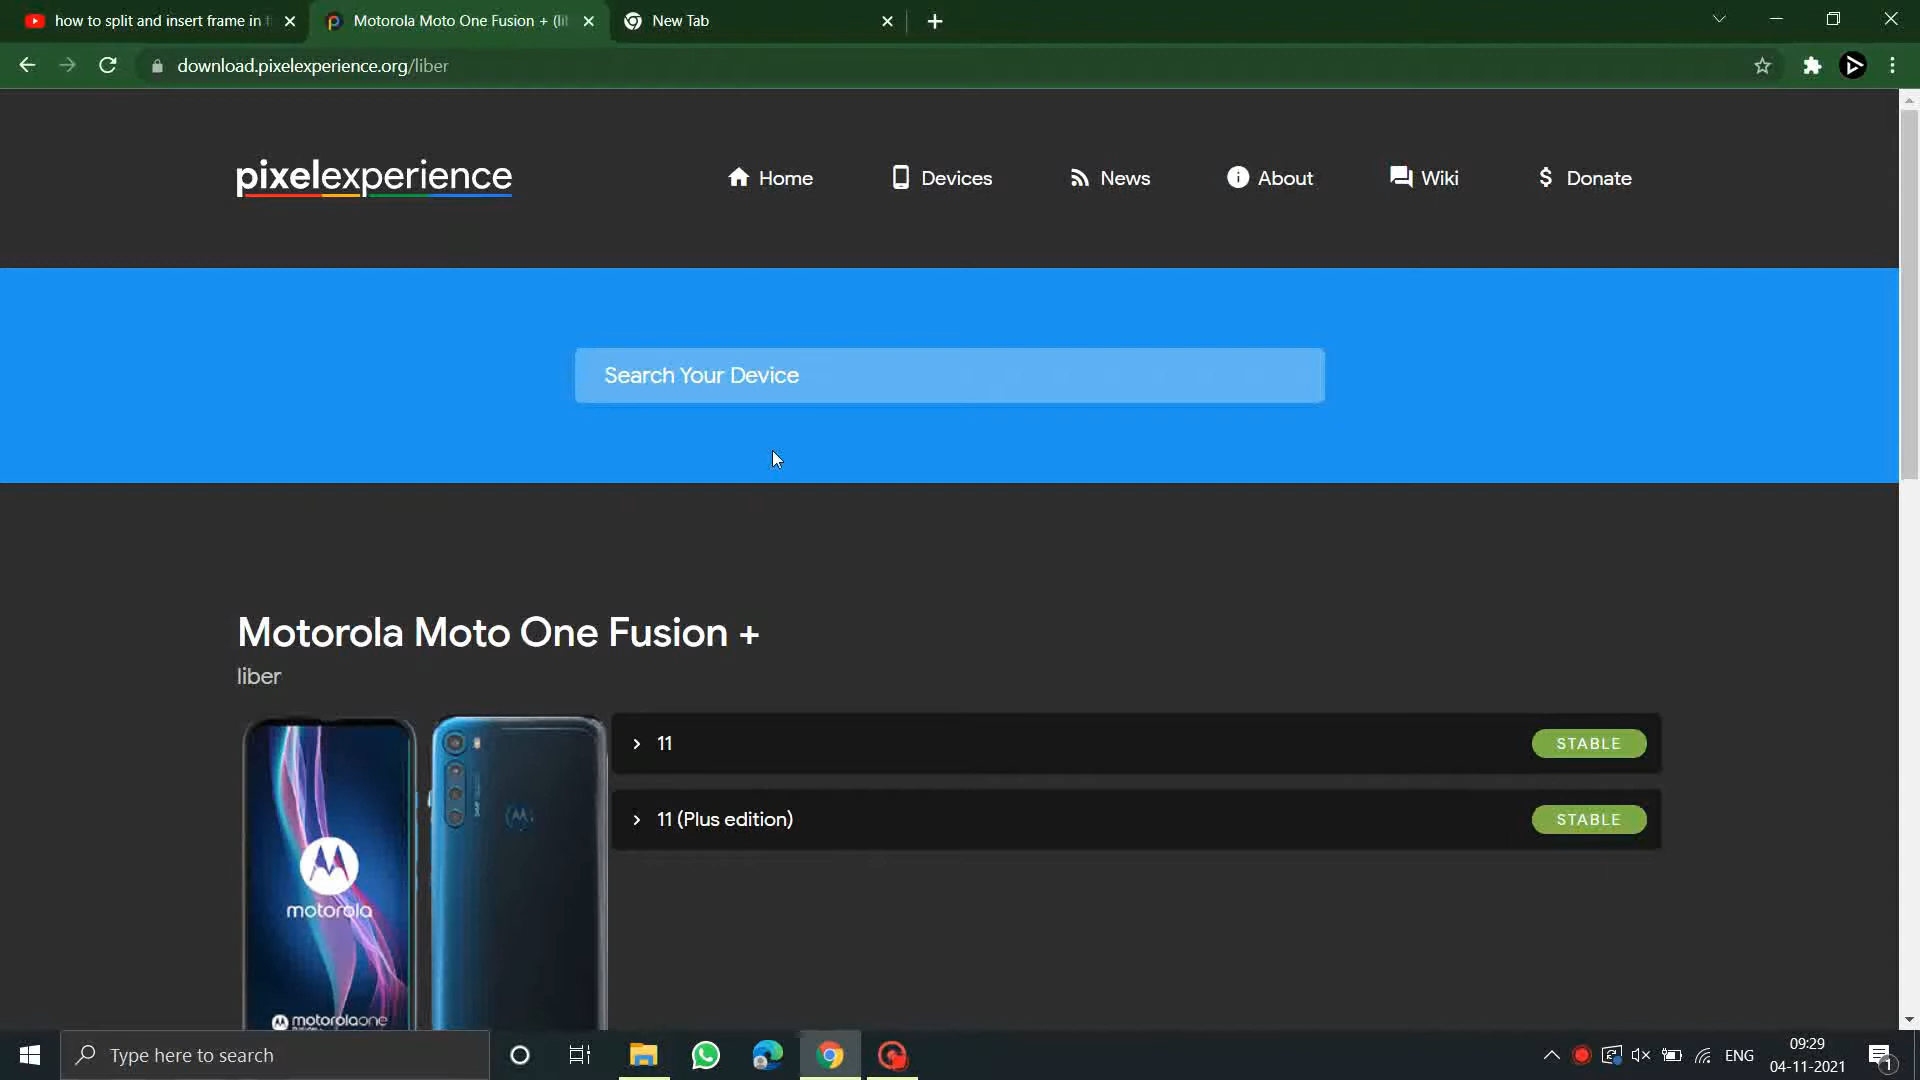 how to split and insert frame in
Motorola Moto One Fusion + (li
New Tab
download.pixelexperience.org/liber
pixelexperience
Home
Devices
News
About
Wiki
Donate
Search Your Device
Motorola Moto One Fusion +
liber
11
STABLE
11 (Plus edition)
STABLE
motorola
motorolaone
Type here to search
ENG
09:29
04-11-2021
1